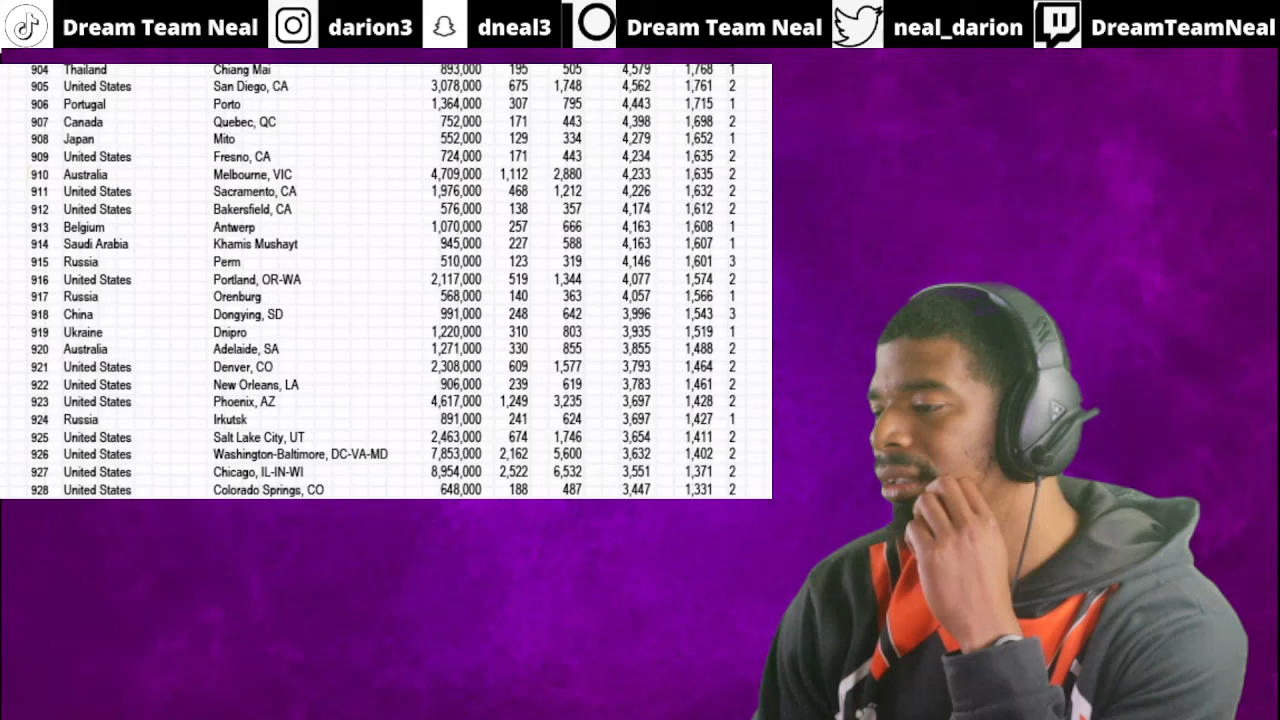 Dream Team Neal darion3 dneal3 Dream Team Neal neal_darion DreamTeamNeal
904 Thailand Chiang Mai 893,000 195 505 4,579 1,768 1
905 United States San Diego, CA 3,078,000 675 1,748 4,562 1,761 2
906 Portugal Porto 1,364,000 307 795 4,443 1,715 1
907 Canada Quebec, QC 752,000 171 443 4,398 1,698 2
908 Japan Mito 552,000 129 334 4,279 1,652 1
909 United States Fresno, CA 724,000 171 443 4,234 1,635 2
910 Australia Melbourne, VIC 4,709,000 1,112 2,880 4,233 1,635 2
911 United States Sacramento, CA 1,976,000 468 1,212 4,226 1,632 2
912 United States Bakersfield, CA 576,000 138 357 4,174 1,612 2
913 Belgium Antwerp 1,070,000 257 666 4,163 1,608 1
914 Saudi Arabia Khamis Mushayt 945,000 227 588 4,163 1,607 1
915 Russia Perm 510,000 123 319 4,146 1,601 3
916 United States Portland, OR-WA 2,117,000 519 1,344 4,077 1,574 2
917 Russia Orenburg 568,000 140 363 4,057 1,566 1
918 China Dongying, SD 991,000 248 642 3,996 1,543 3
919 Ukraine Dnipro 1,220,000 310 803 3,935 1,519 1
920 Australia Adelaide, SA 1,271,000 330 855 3,855 1,488 2
921 United States Denver, CO 2,308,000 609 1,577 3,793 1,464 2
922 United States New Orleans, LA 906,000 239 619 3,783 1,461 2
923 United States Phoenix, AZ 4,617,000 1,249 3,235 3,697 1,428 2
924 Russia Irkutsk 891,000 241 624 3,697 1,427 1
925 United States Salt Lake City, UT 2,463,000 674 1,746 3,654 1,411 2
926 United States Washington-Baltimore, DC-VA-MD 7,853,000 2,162 5,600 3,632 1,402 2
927 United States Chicago, IL-IN-WI 8,954,000 2,522 6,532 3,551 1,371 2
928 United States Colorado Springs, CO 648,000 188 487 3,447 1,331 2